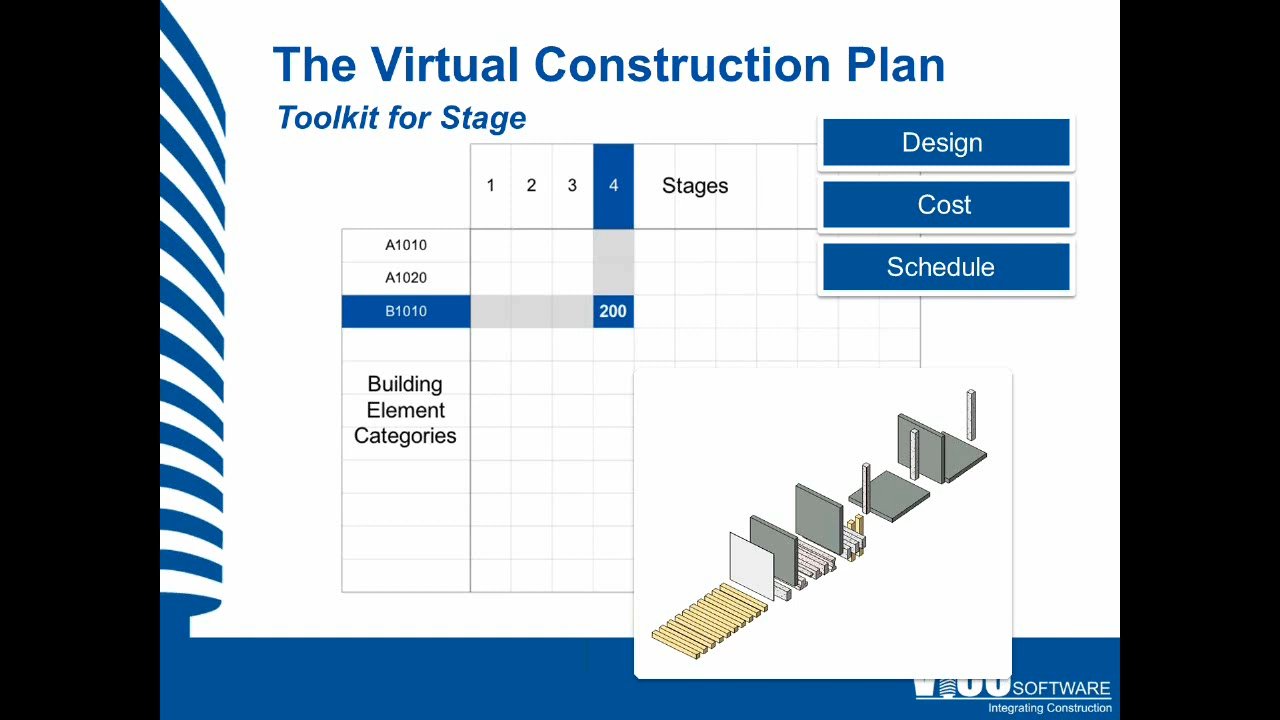 The Virtual Construction Plan
Toolkit for Stage
Design
Cost
Schedule
1 2 3 4 Stages
A1010
A1020
B1010 200
Building
Element
Categories
SOFTWARE
Integrating Construction